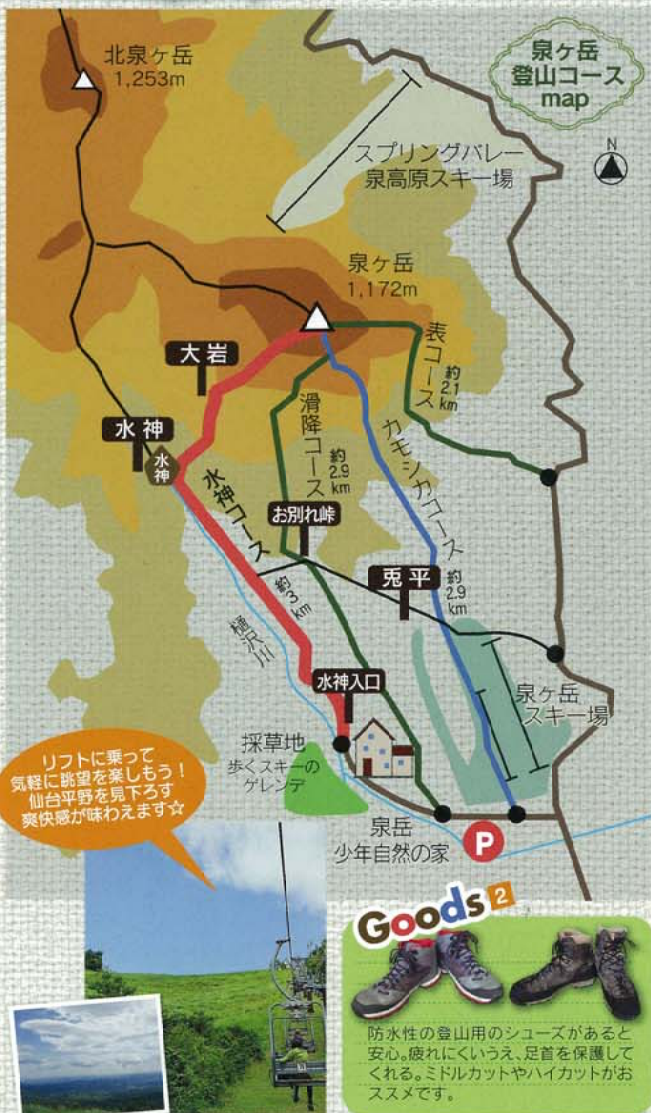 泉ヶ岳
登山コース
map
N
北泉ヶ岳
1,253m
スプリングバレー
泉高原スキー場
泉ヶ岳
1,172m
大岩
表コース
約
2.1
km
水神
水神
滑降コース
約
2.9
km
カモシカコース
約
2.9
km
水神コース
約
3
km
お別れ峠
兎平
樋沢川
水神入口
泉ヶ岳
スキー場
採草地
歩くスキーの
ゲレンデ
泉岳
少年自然の家
P
リフトに乗って
気軽に眺望を楽しもう!
仙台平野を見下ろす
爽快感が味わえます☆
Goods 2
防水性の登山用のシューズがあると
安心。疲れにくいうえ、足首を保護して
くれる。ミドルカットやハイカットがお
ススメです。